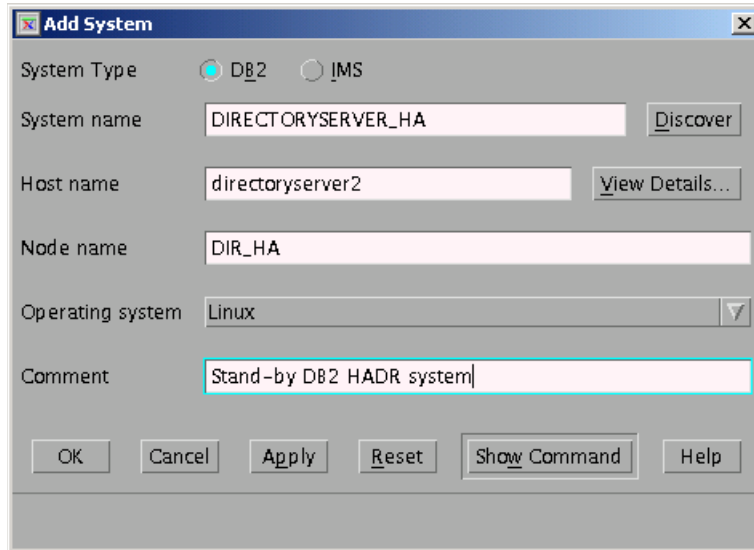 Add System
System Type DB2 IMS
System name DIRECTORYSERVER_HA Discover
Host name directoryserver2 View Details...
Node name DIR_HA
Operating system Linux
Comment Stand-by DB2 HADR system
OK Cancel Apply Reset Show Command Help